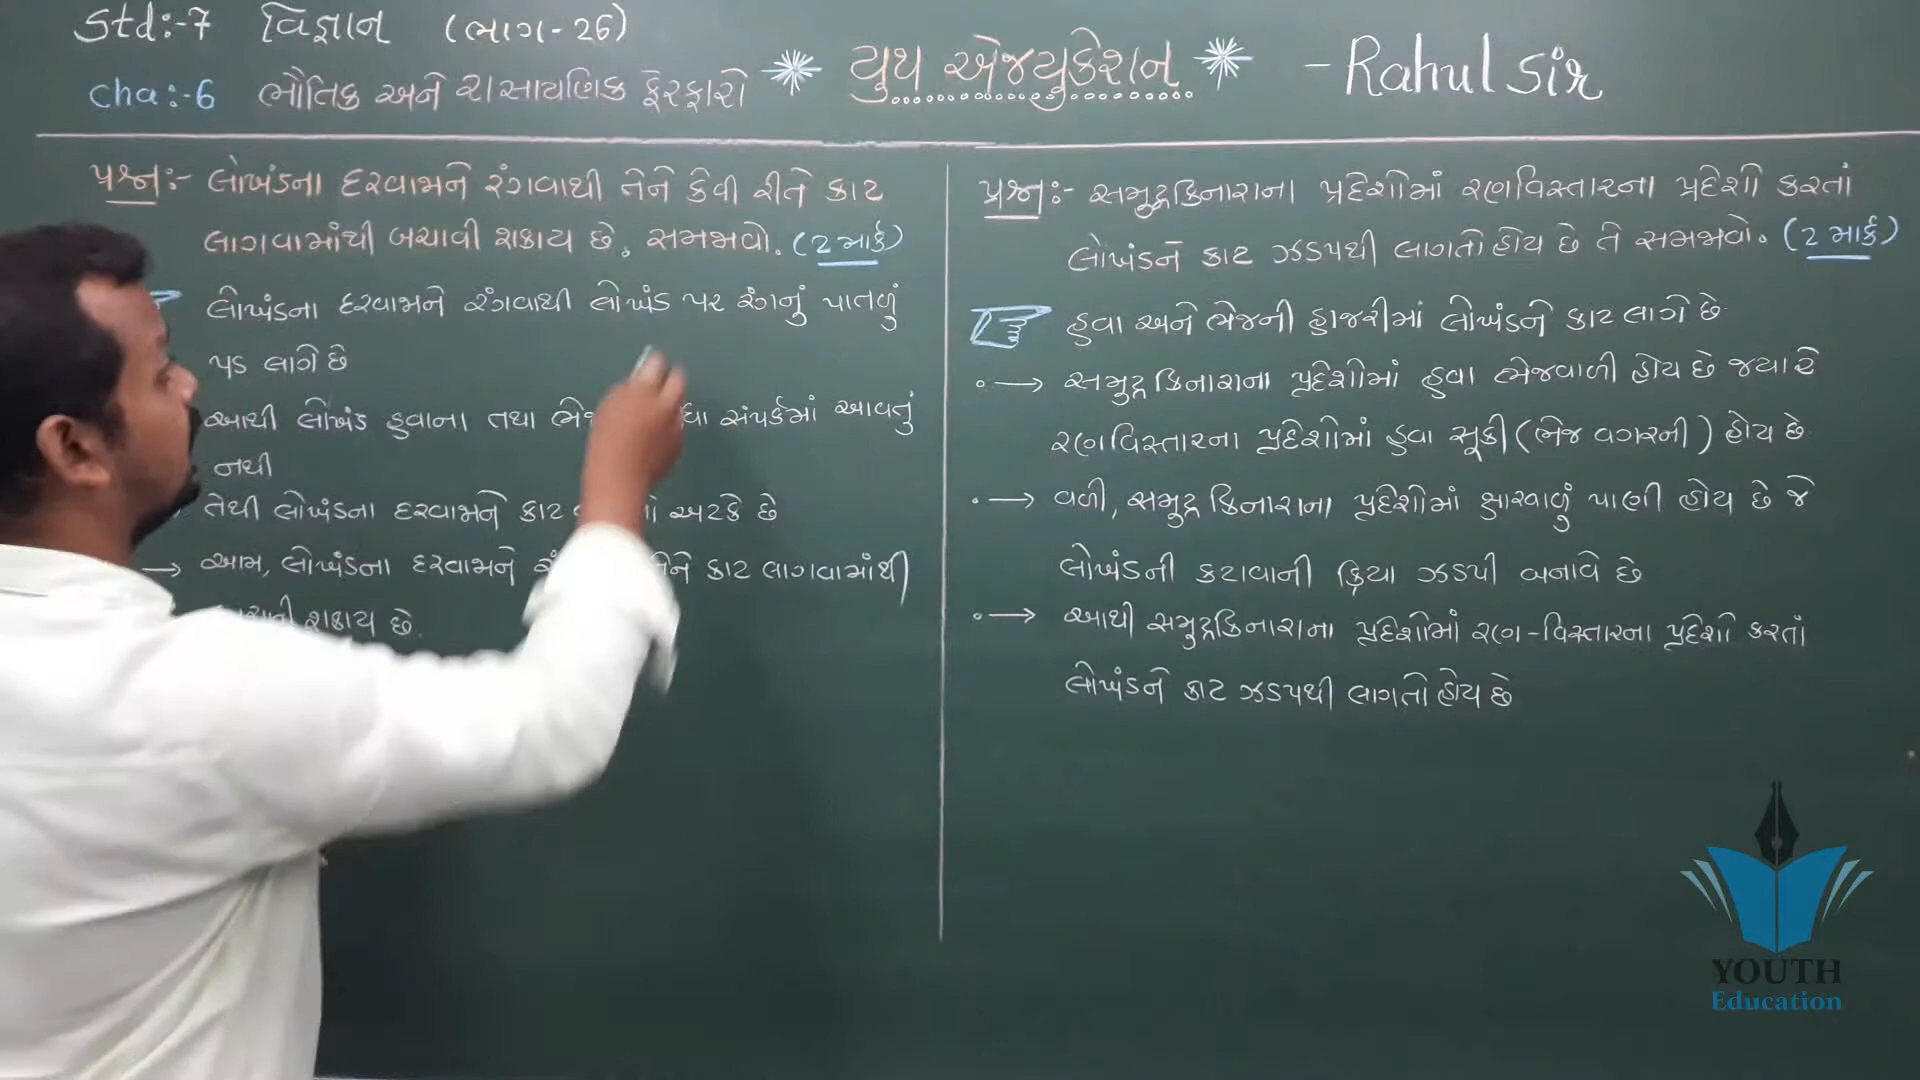 Std:-7 વિજ્ઞાન (ભાગ-26)
cha:-6 ભૌતિક અને રાસાયણિક ફેરફારો
યુથ એજયુકેશન
- Rahul Sir
પ્રશ્ન:- લોખંડના દરવાજાને રંગવાથી તેને કેવી રીતે કાટ
લાગવામાંથી બચાવી શકાય છે. સમજાવો. (2 માર્ક)
લોખંડના દરવાજાને રંગવાથી લોખંડ પર રંગનું પાતળું
પડ લાગે છે
આથી લોખંડ હવાના તથા સંપર્કમાં આવતું
નથી
તેથી લોખંડના દરવાજાને કાટ અટકે છે
→ આમ, લોખંડના દરવાજાને કાટ લાગવામાંથી
શકાય છે.
પ્રશ્ન:- સમુદ્રકિનારાના પ્રદેશોમાં રણવિસ્તારના પ્રદેશો કરતાં
લોખંડને કાટ ઝડપથી લાગતો હોય છે તે સમજાવો. (2 માર્ક)
હવા અને ભેજની હાજરીમાં લોખંડને કાટ લાગે છે
→ સમુદ્ર કિનારાના પ્રદેશોમાં હવા ભેજવાળી હોય છે જયારે
રણવિસ્તારના પ્રદેશોમાં હવા સૂકી (ભેજ વગરની) હોય છે
→ વળી, સમુદ્ર કિનારાના પ્રદેશોમાં ક્ષારવાળું પાણી હોય છે જે
લોખંડની કટાવાની ક્રિયા ઝડપી બનાવે છે
→ આથી સમુદ્રકિનારાના પ્રદેશોમાં રણ-વિસ્તારના પ્રદેશો કરતાં
લોખંડને કાટ ઝડપથી લાગતો હોય છે
YOUTH
Education